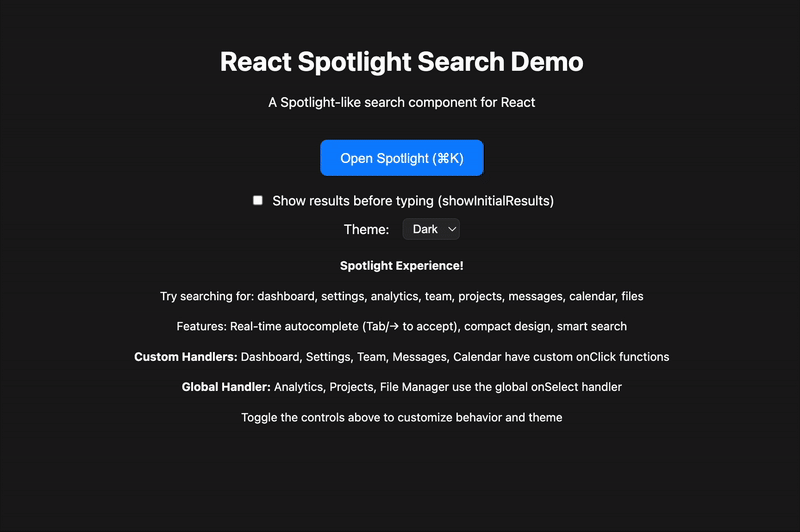 React Spotlight Search Demo
A Spotlight-like search component for React
Open Spotlight (⌘K)
Show results before typing (showInitialResults)
Theme: Dark
Spotlight Experience!
Try searching for: dashboard, settings, analytics, team, projects, messages, calendar, files
Features: Real-time autocomplete (Tab/→ to accept), compact design, smart search
Custom Handlers: Dashboard, Settings, Team, Messages, Calendar have custom onClick functions
Global Handler: Analytics, Projects, File Manager use the global onSelect handler
Toggle the controls above to customize behavior and theme